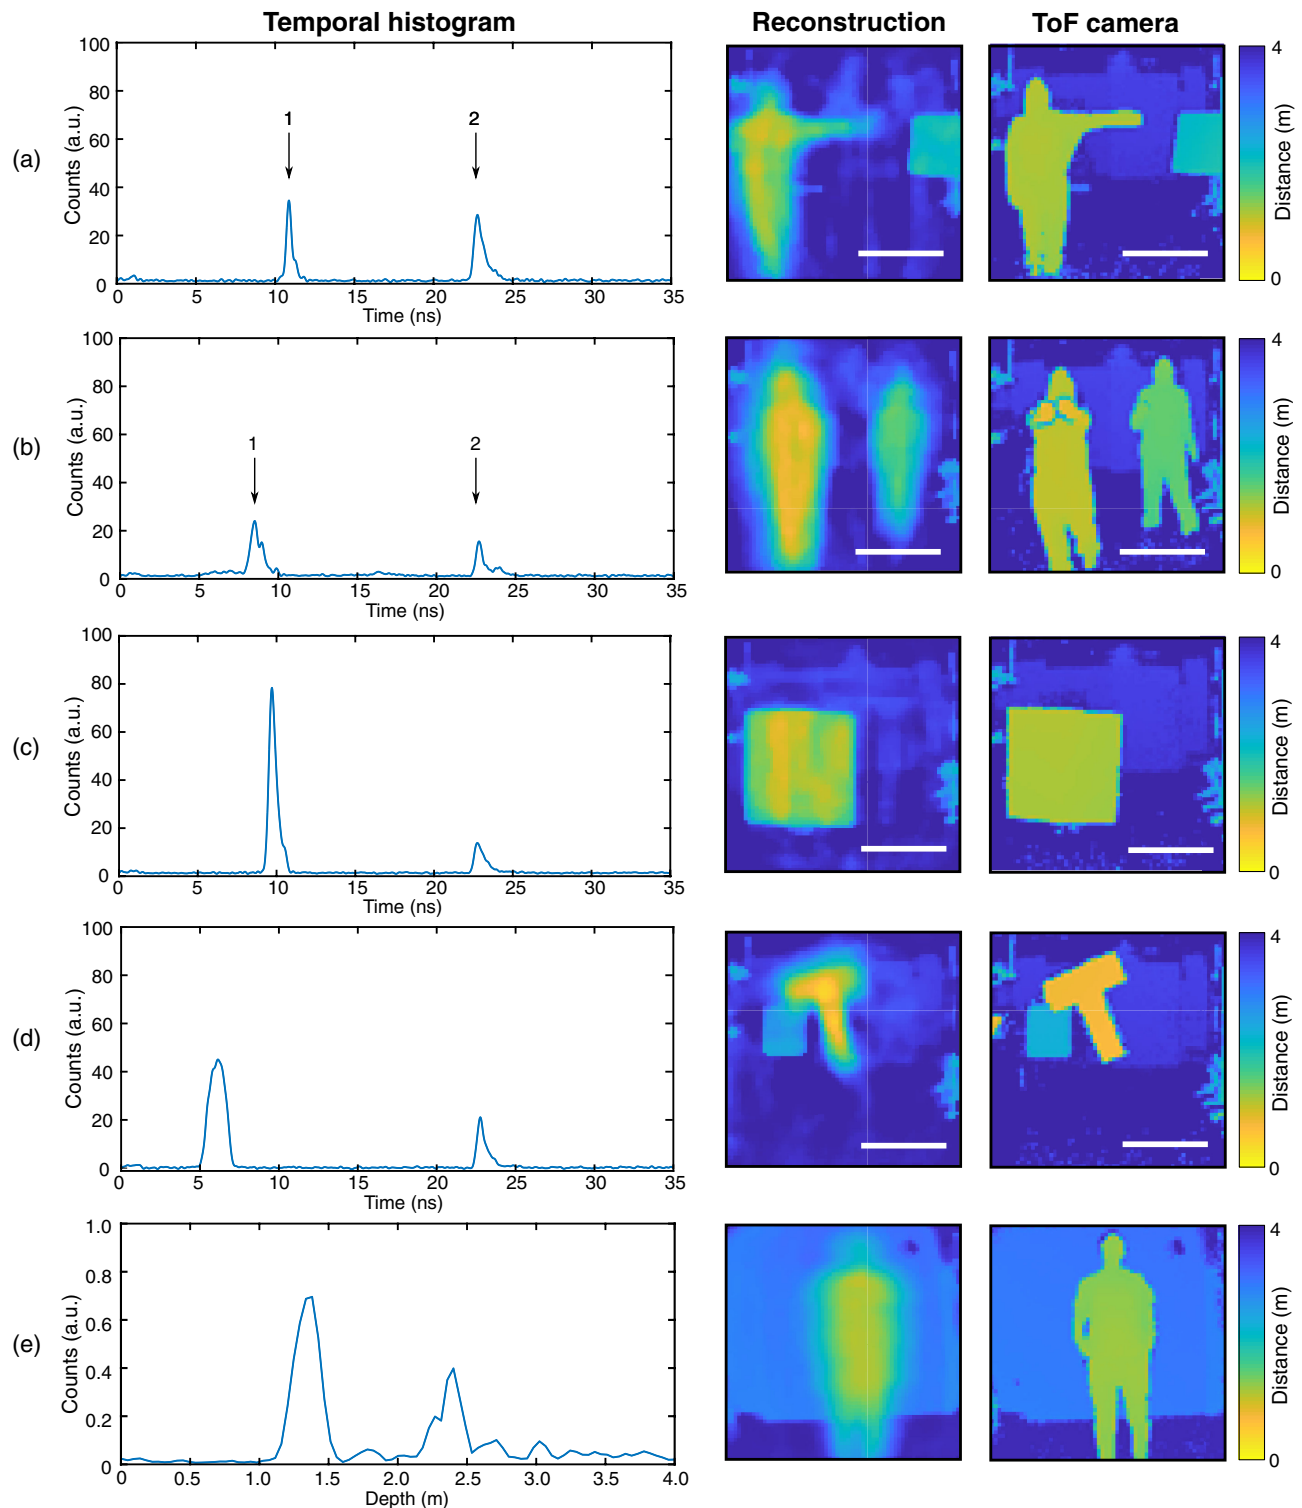 Temporal histogram Reconstruction ToF camera
(a)
Counts (a.u.)
100
80
60
40
20
0
1 2
0 5 10 15 20 25 30 35
Time (ns)
4
Distance (m)
0
(b)
Counts (a.u.)
100
80
60
40
20
0
1 2
0 5 10 15 20 25 30 35
Time (ns)
4
Distance (m)
0
(c)
Counts (a.u.)
100
80
60
40
20
0
0 5 10 15 20 25 30 35
Time (ns)
4
Distance (m)
0
(d)
Counts (a.u.)
100
80
60
40
20
0
0 5 10 15 20 25 30 35
Time (ns)
4
Distance (m)
0
(e)
Counts (a.u.)
1.0
0.8
0.6
0.4
0.2
0
0 0.5 1.0 1.5 2.0 2.5 3.0 3.5 4.0
Depth (m)
4
Distance (m)
0